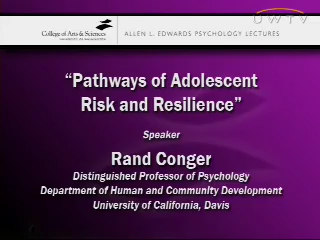 UWTV
College of Arts & Sciences
ALLEN L. EDWARDS PSYCHOLOGY LECTURES
“Pathways of Adolescent
Risk and Resilience”
Speaker
Rand Conger
Distinguished Professor of Psychology
Department of Human and Community Development
University of California, Davis